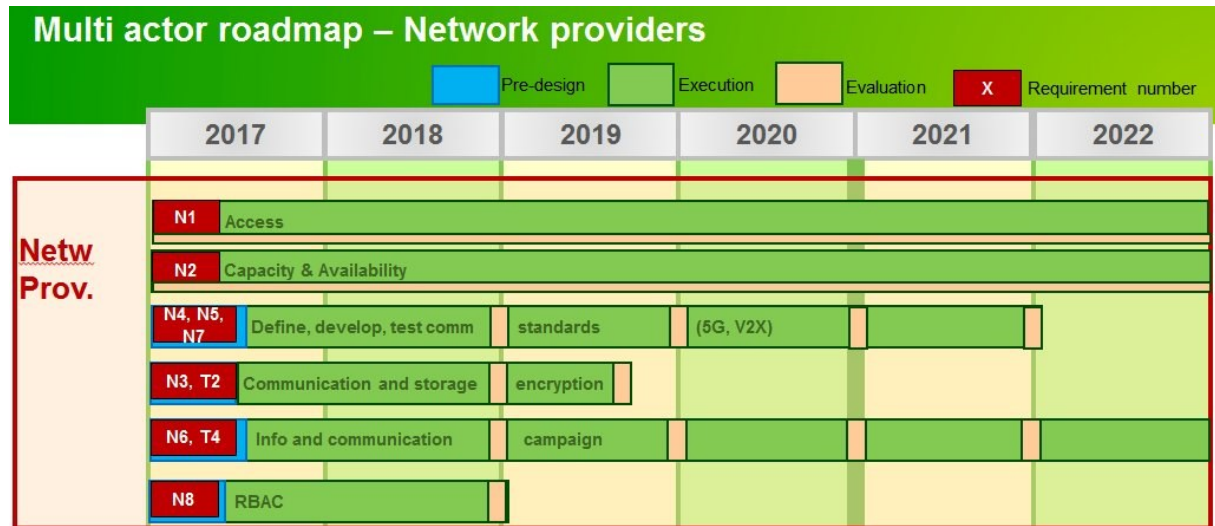 Multi actor roadmap – Network providers
Pre-design Execution Evaluation X Requirement number
2017 2018 2019 2020 2021 2022
Netw
Prov.
N1 Access
N2 Capacity & Availability
N4, N5,
N7 Define, develop, test comm standards (5G, V2X)
N3, T2 Communication and storage encryption
N6, T4 Info and communication campaign
N8 RBAC